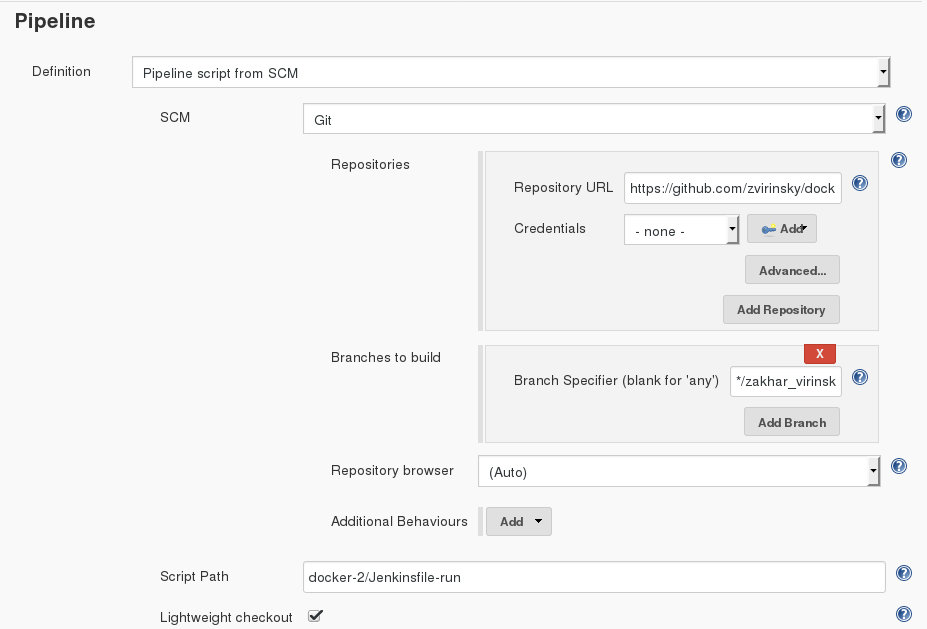 Pipeline
Definition
Pipeline script from SCM
SCM
Git
Repositories
Repository URL
https://github.com/zvirinsky/dock
Credentials
- none -
Add
Advanced...
Add Repository
Branches to build
X
Branch Specifier (blank for 'any')
*/zakhar_virinsk
Add Branch
Repository browser
(Auto)
Additional Behaviours
Add
Script Path
docker-2/Jenkinsfile-run
Lightweight checkout